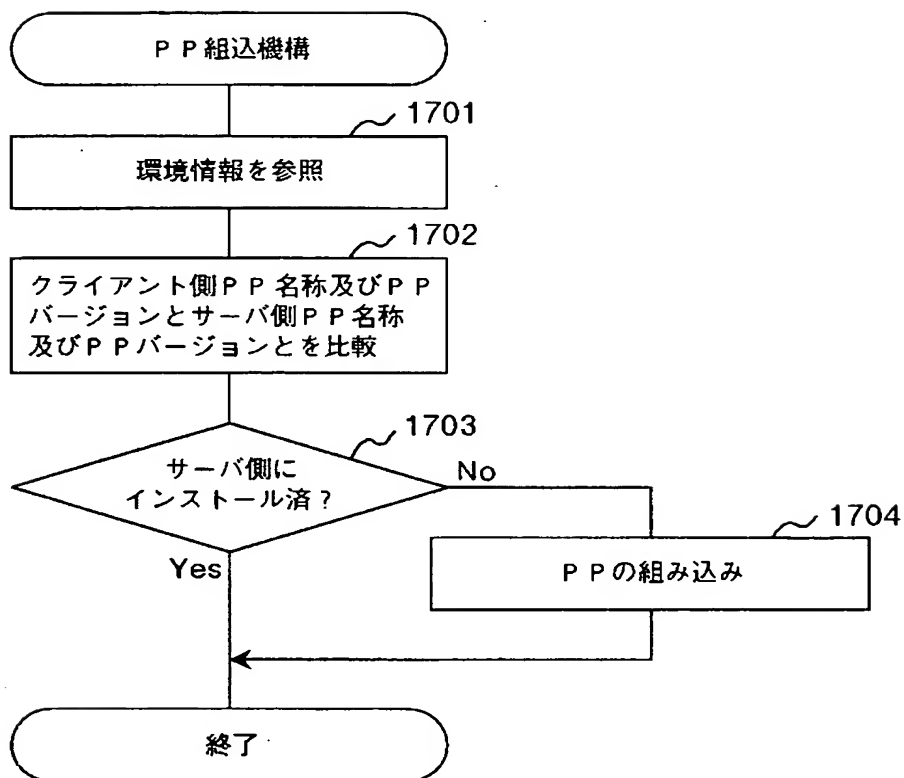 ＰＰ組込機構
1701
環境情報を参照
1702
クライアント側ＰＰ名称及びＰＰ
バージョンとサーバ側ＰＰ名称
及びＰＰバージョンとを比較
1703
サーバ側に
インストール済？
No
1704
Yes
ＰＰの組み込み
終了